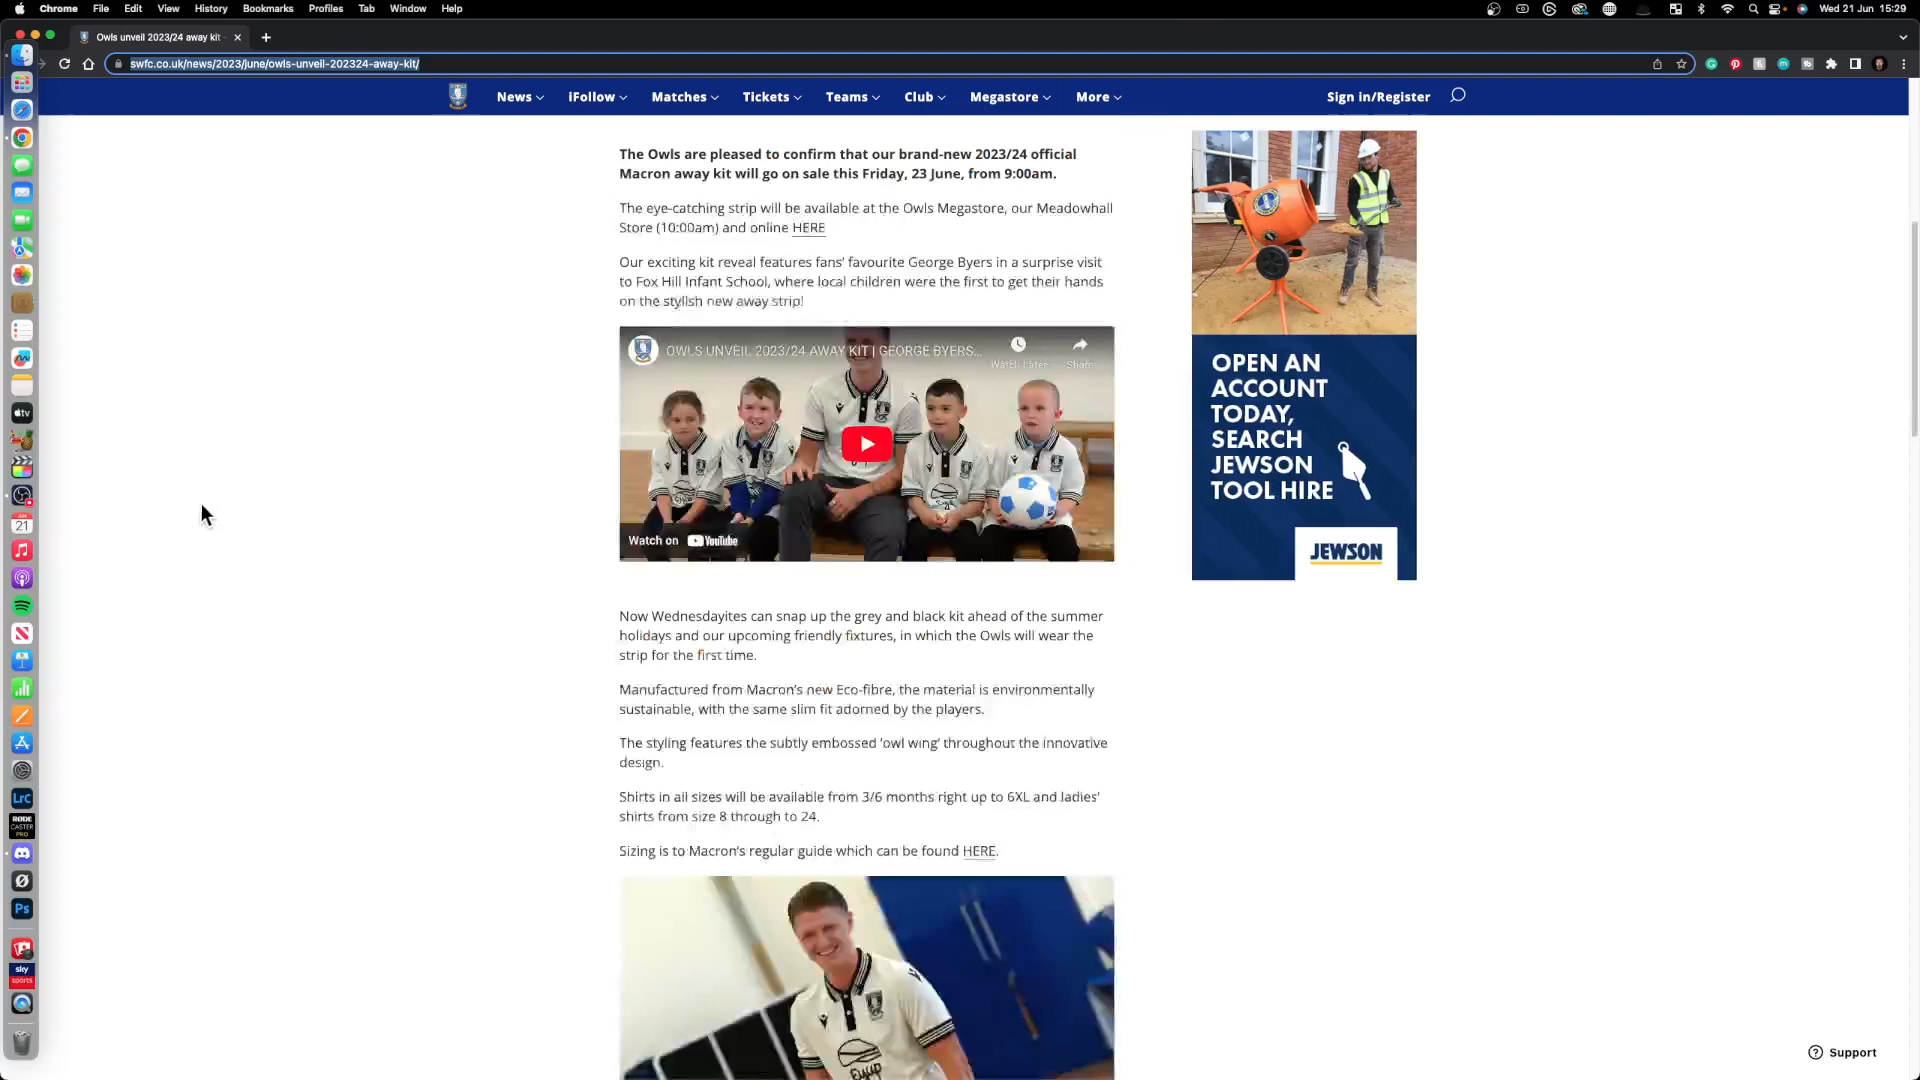 Chrome File Edit View History Bookmarks Profiles Tab Window Help Wed 21 Jun 15:29
Owls unveil 2023/24 away kit
swfc.co.uk/news/2023/june/owls-unveil-202324-away-kit/
News iFollow Matches Tickets Teams Club Megastore More Sign in/Register
The Owls are pleased to confirm that our brand-new 2023/24 official
Macron away kit will go on sale this Friday, 23 June, from 9:00am.
The eye-catching strip will be available at the Owls Megastore, our Meadowhall
Store (10:00am) and online HERE
Our exciting kit reveal features fans’ favourite George Byers in a surprise visit
to Fox Hill Infant School, where local children were the first to get their hands
on the stylish new away strip!
OWLS UNVEIL 2023/24 AWAY KIT | GEORGE BYERS...
Watch Later Share
Watch on YouTube
Now Wednesdayites can snap up the grey and black kit ahead of the summer
holidays and our upcoming friendly fixtures, in which the Owls will wear the
strip for the first time.
Manufactured from Macron’s new Eco-fibre, the material is environmentally
sustainable, with the same slim fit adorned by the players.
The styling features the subtly embossed ‘owl wing’ throughout the innovative
design.
Shirts in all sizes will be available from 3/6 months right up to 6XL and ladies’
shirts from size 8 through to 24.
Sizing is to Macron’s regular guide which can be found HERE.
eyup
OPEN AN
ACCOUNT
TODAY,
SEARCH
JEWSON
TOOL HIRE
JEWSON
tv
JUN
21
LrC
RØDE
CASTER
PRO
Ps
sky
sports
Support